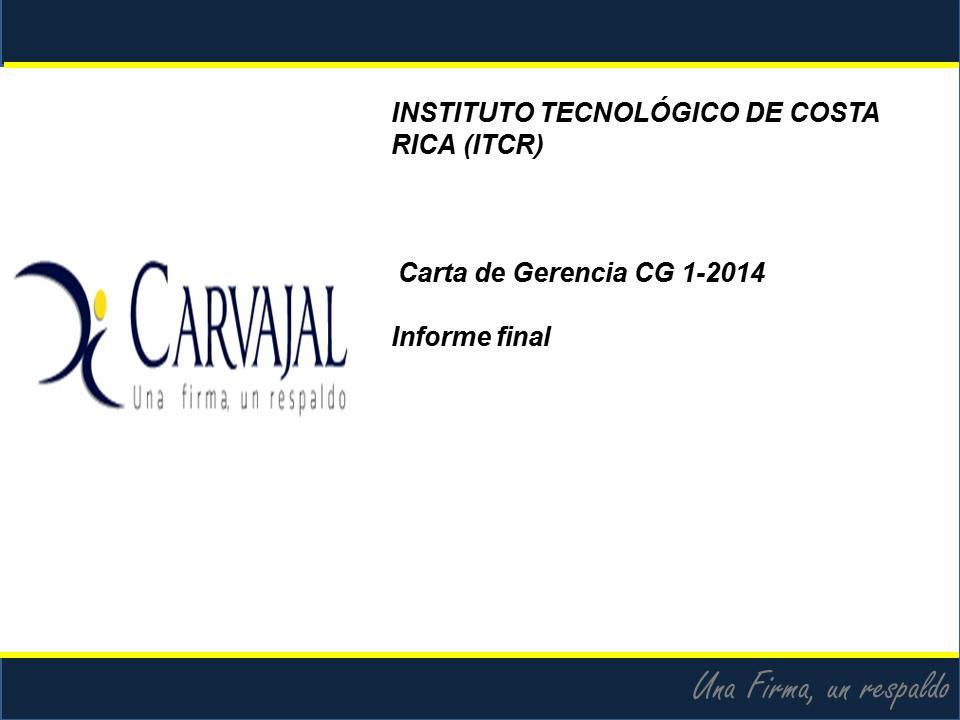 INSTITUTO TECNOLÓGICO DE COSTA
RICA (ITCR)
Carta de Gerencia CG 1-2014
Informe final
CARVAJAL
Una firma, un respaldo
Una Firma, un respaldo